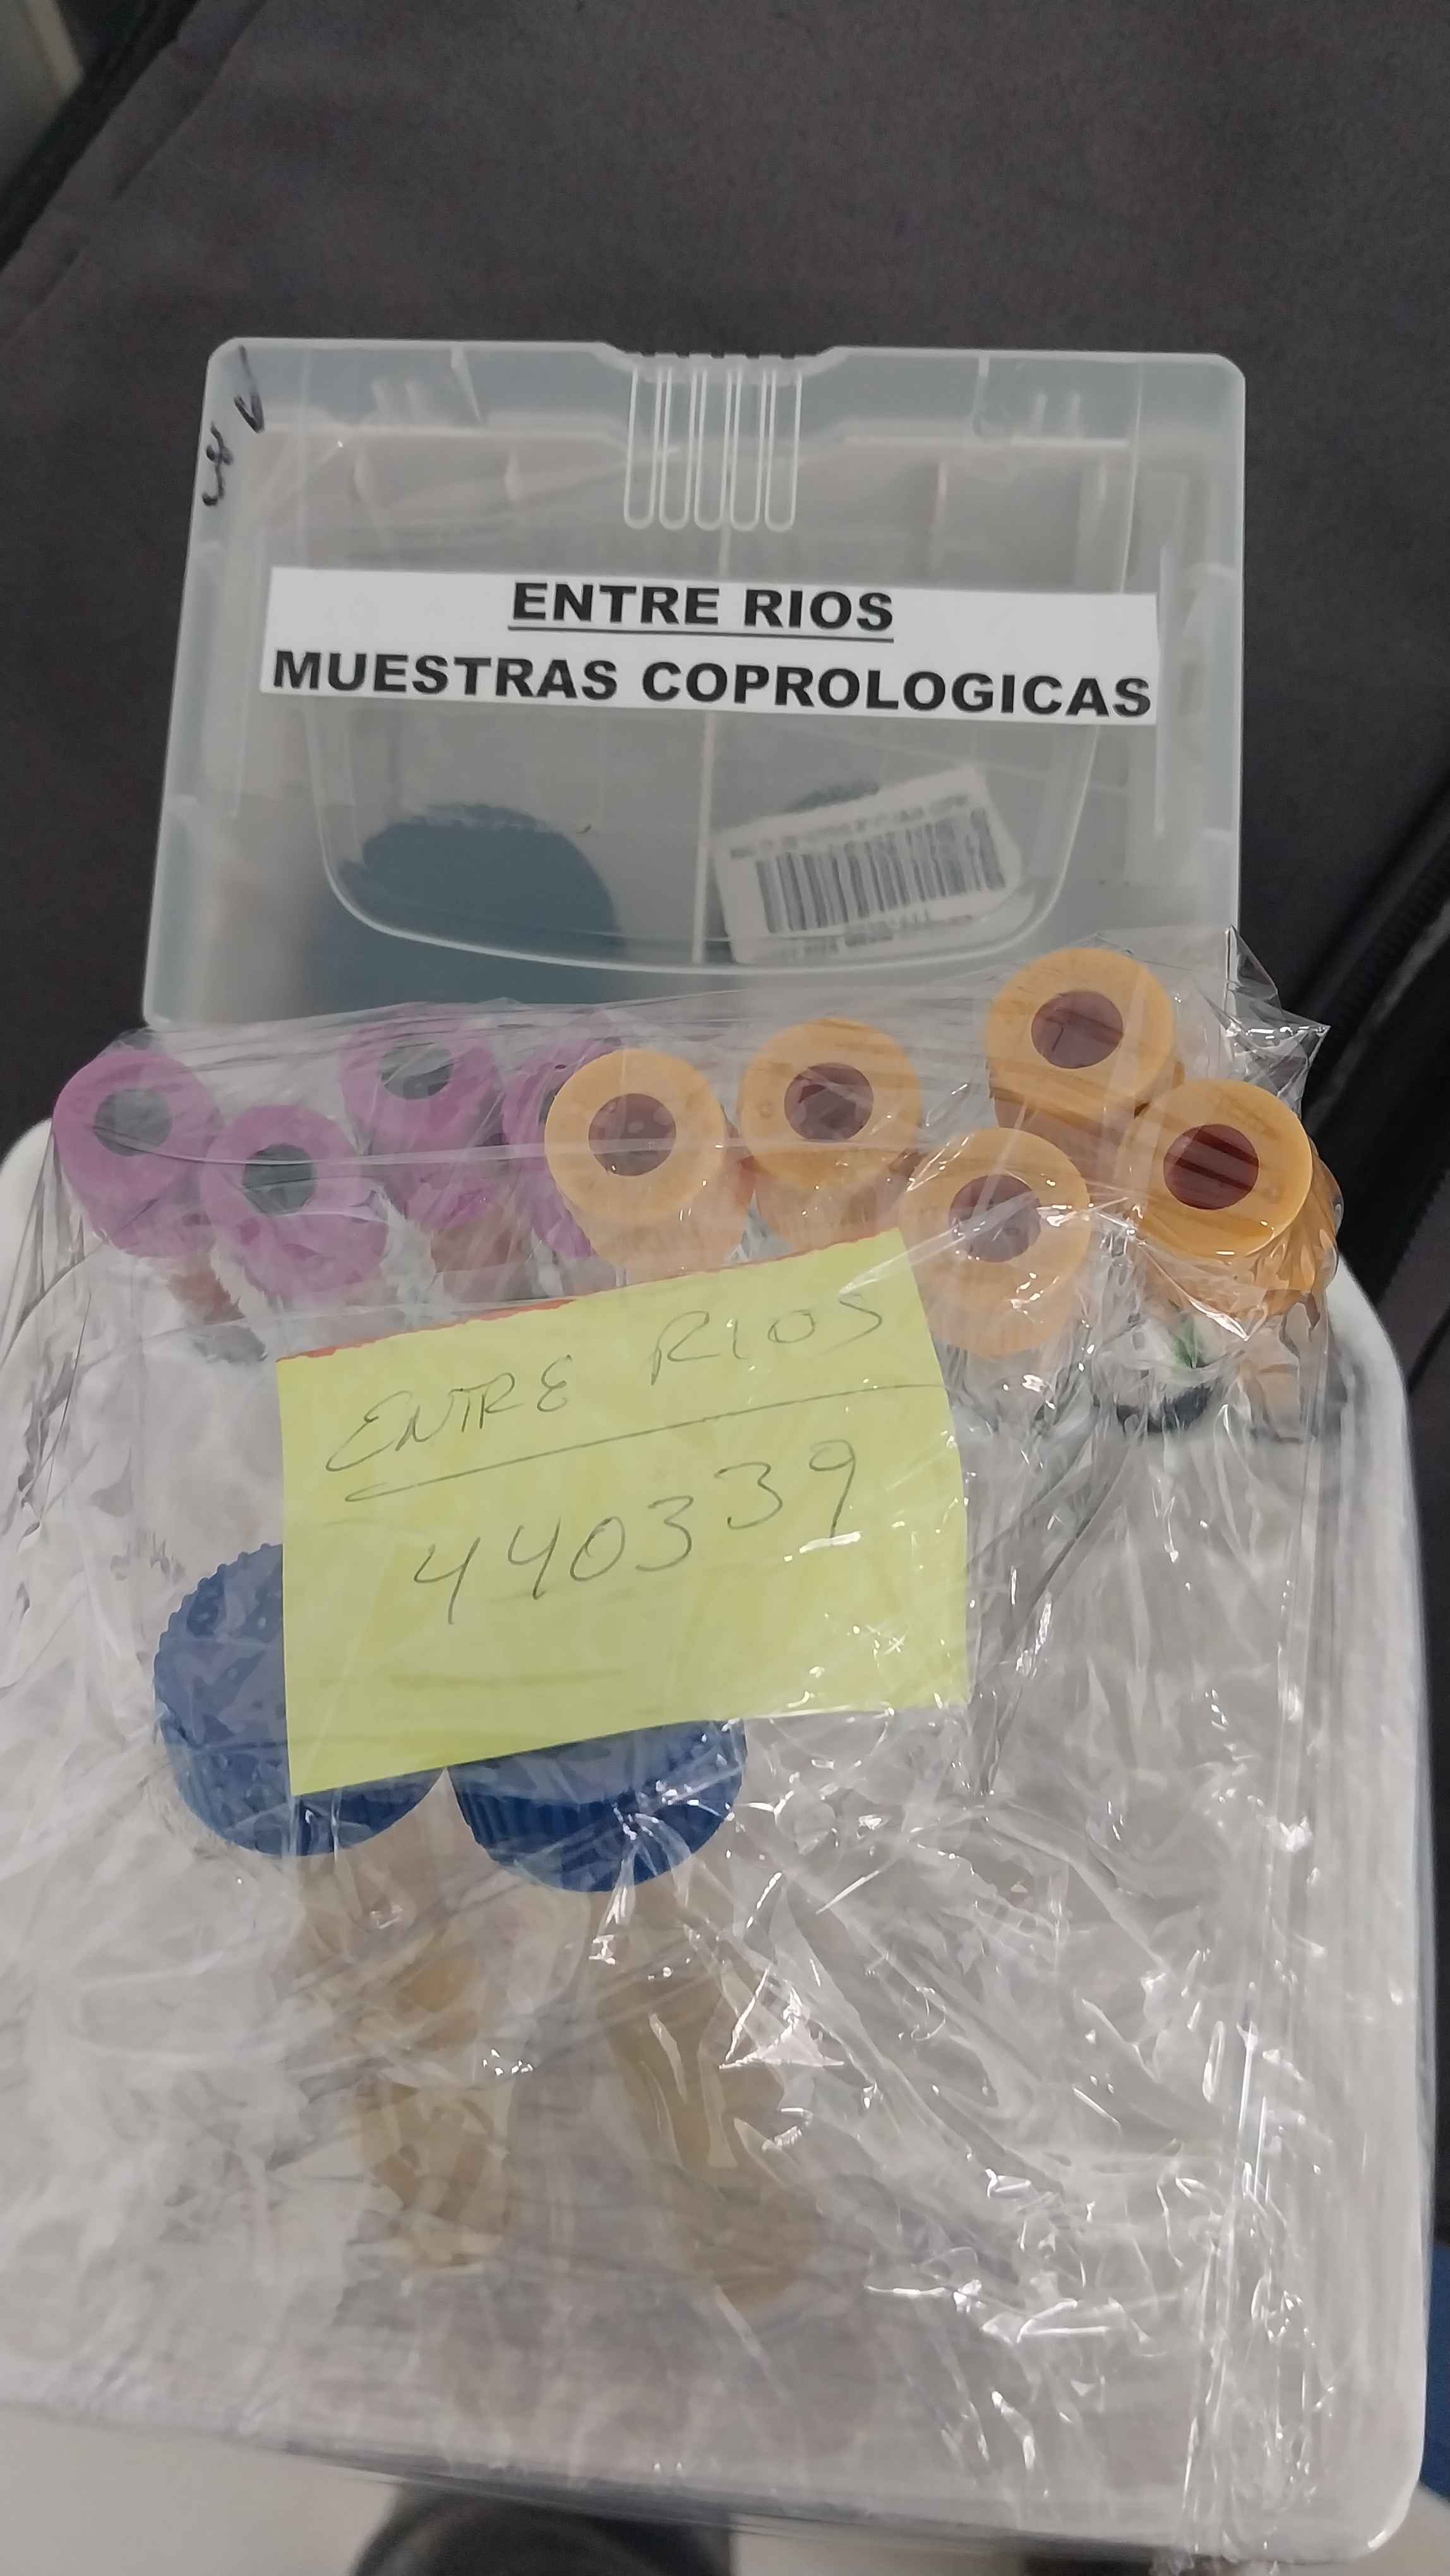 ENTRE RIOS
MUESTRAS COPROLOGICAS
ENTRE RIOS
440339